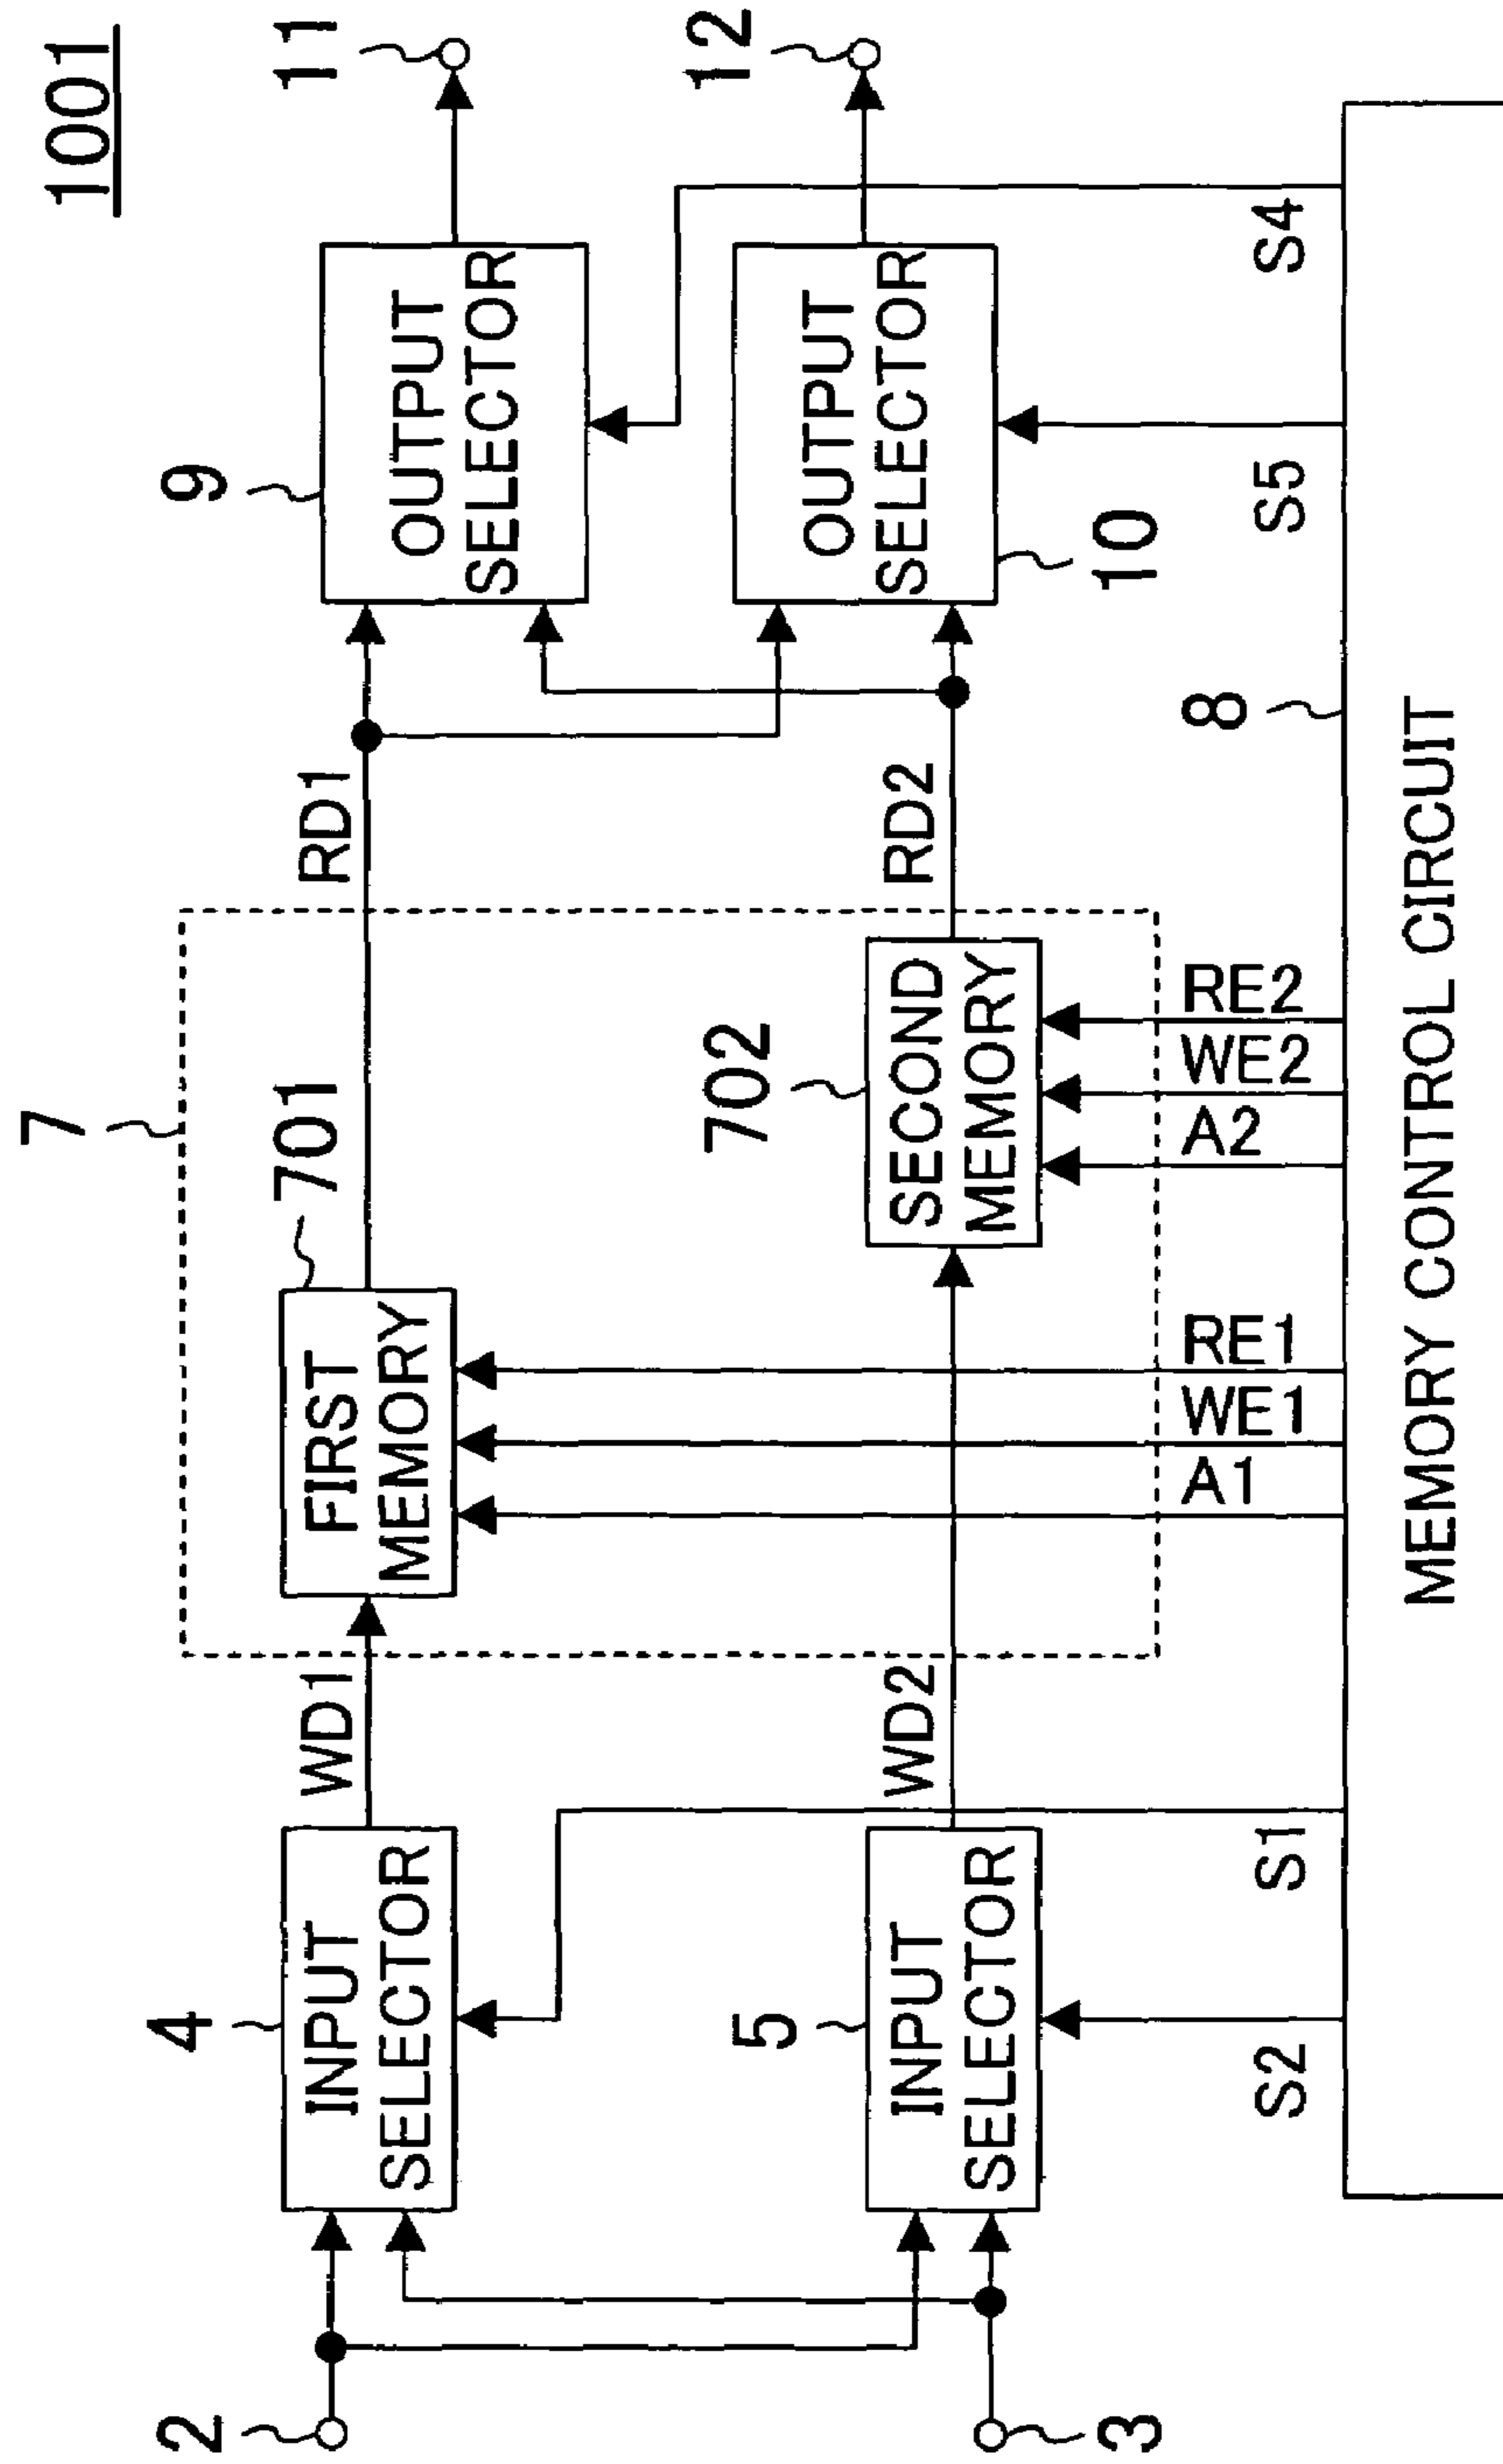 1001
7
4
INPUT
SELECTOR
WD1
701
FIRST
MEMORY
RD1
9
OUTPUT
SELECTOR
11
2
5
INPUT
SELECTOR
WD2
702
SECOND
MEMORY
RD2
OUTPUT
SELECTOR
10
12
3
S2
S1
A1
WE1
RE1
A2
WE2
RE2
8
S5
S4
MEMORY CONTROL CIRCUIT